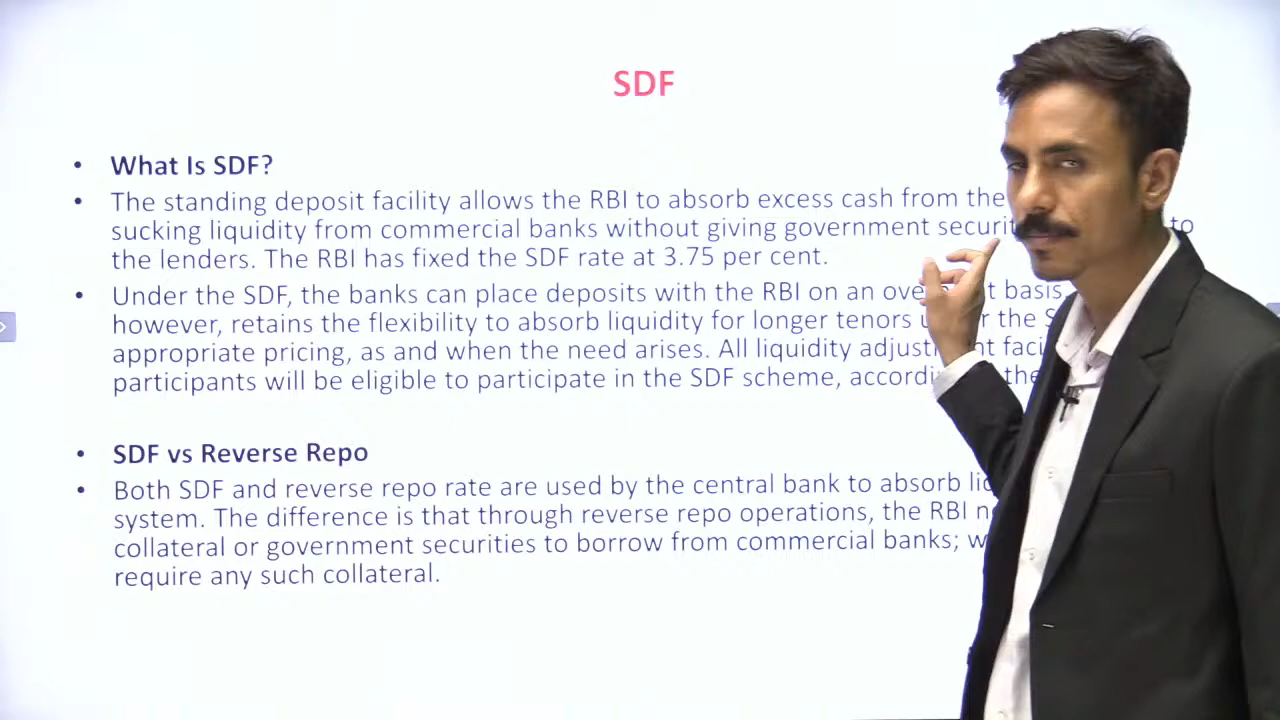 SDF
• What Is SDF?
• The standing deposit facility allows the RBI to absorb excess cash from the
sucking liquidity from commercial banks without giving government to
the lenders. The RBI has fixed the SDF rate at 3.75 per cent.
• Under the SDF, the banks can place deposits with the RBI on an basis
however, retains the flexibility to absorb liquidity for longer tenors the
appropriate pricing, as and when the need arises. All liquidity
participants will be eligible to participate in the SDF scheme, the
• SDF vs Reverse Repo
• Both SDF and reverse repo rate are used by the central bank to absorb
system. The difference is that through reverse repo operations, the RBI
collateral or government securities to borrow from commercial banks;
require any such collateral.